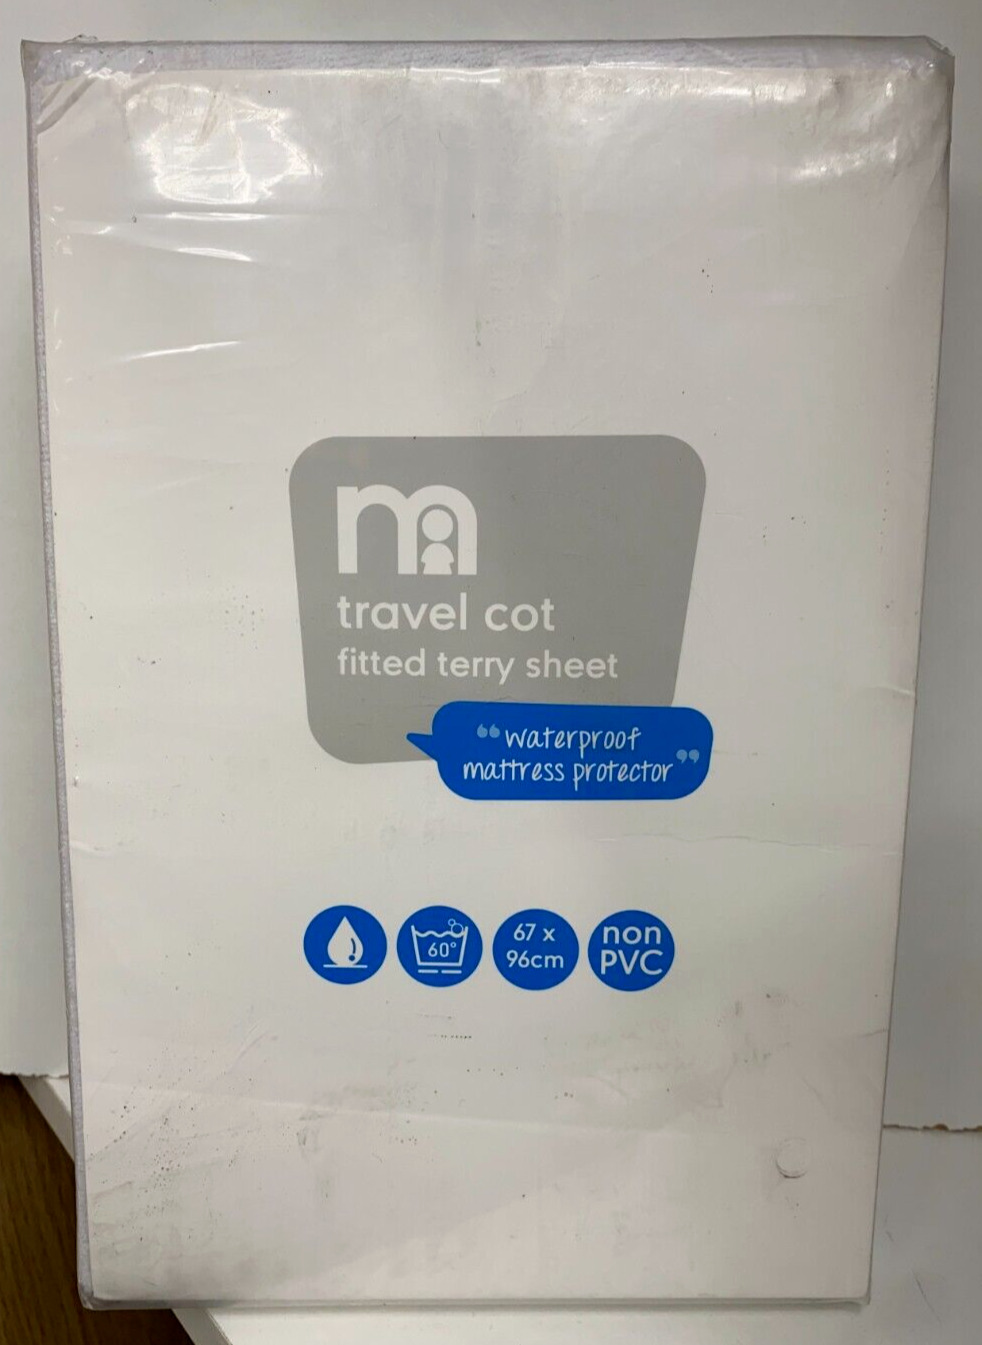 m
travel cot
fitted terry sheet
“waterproof
mattress protector”
60°
67 x
96cm
non
PVC